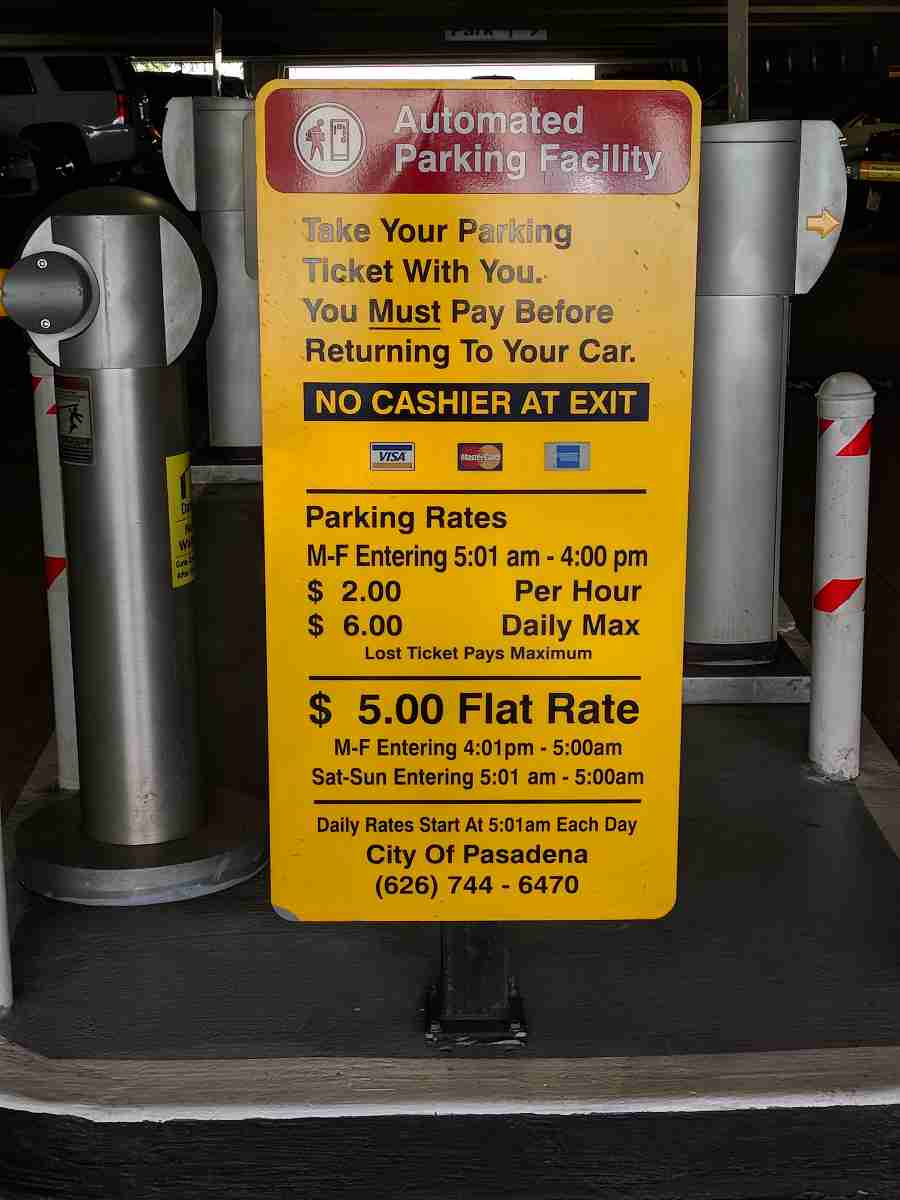 Park
Automated
Parking Facility
Take Your Parking
Ticket With You.
You Must Pay Before
Returning To Your Car.
NO CASHIER AT EXIT
VISA
MasterCard
Parking Rates
M-F Entering 5:01 am - 4:00 pm
$ 2.00 Per Hour
$ 6.00 Daily Max
Lost Ticket Pays Maximum
$ 5.00 Flat Rate
M-F Entering 4:01pm - 5:00am
Sat-Sun Entering 5:01 am - 5:00am
Daily Rates Start At 5:01am Each Day
City Of Pasadena
(626) 744 - 6470